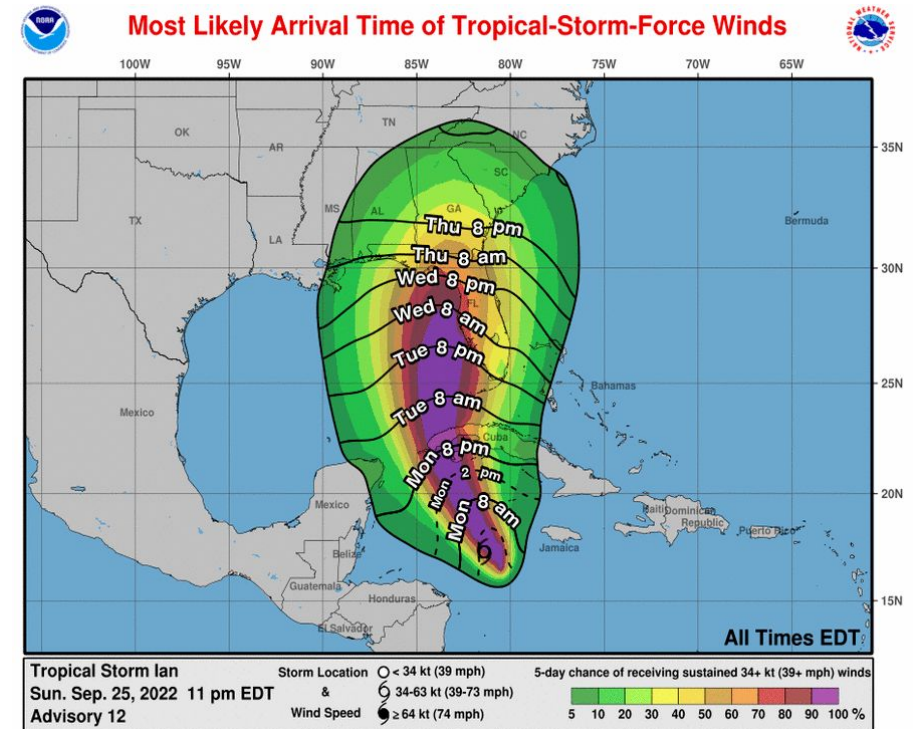 Most Likely Arrival Time of Tropical-Storm-Force Winds
NOAA
NATIONAL WEATHER SERVICE
100W 95W 90W 85W 80W 75W 70W 65W
TN
NC
OK
AR
35N
SC
MS
AL
GA
TX
Bermuda
Thu 8 pm
LA
Thu 8 am
30N
Wed 8 pm
FL
Wed 8 am
Tue 8 pm
25N
Bahamas
Tue 8 am
Mexico
Cuba
Mon 8 pm
Mon 2 pm
20N
Mexico
Mon 8 am
Haiti
Dominican
Republic
Puerto Rico
Jamaica
Belize
Guatemala
Honduras
15N
El Salvador
All Times EDT
Tropical Storm Ian
Sun. Sep. 25, 2022 11 pm EDT
Advisory 12
Storm Location
&
Wind Speed
< 34 kt (39 mph)
34-63 kt (39-73 mph)
≥ 64 kt (74 mph)
5-day chance of receiving sustained 34+ kt (39+ mph) winds
5 10 20 30 40 50 60 70 80 90 100 %